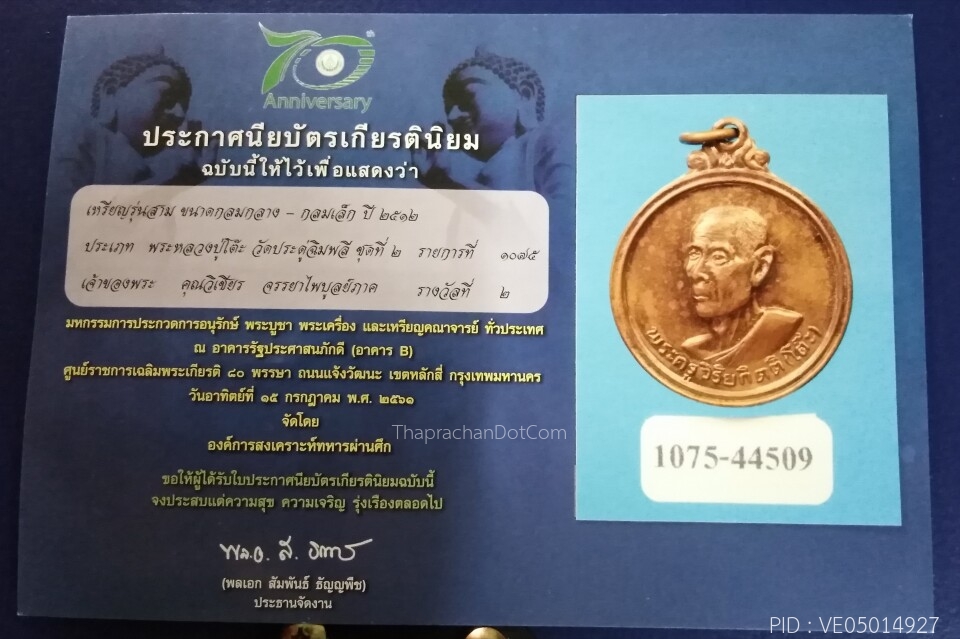 70
Anniversary
ประกาศนียบัตรเกียรตินิยม
ฉบับนี้ให้ไว้เพื่อแสดงว่า
เหรียญรุ่นสาม ขนาดกลมกลาง - กลมเล็ก ปี ๒๕๑๒
ประเภท พระหลวงปู่โต๊ะ วัดประดู่ฉิมพลี ชุดที่ ๒ รายการที่ ๑๐๗๕
เจ้าของพระ คุณวิเชียร จรรยาไพบูลย์ภาค รางวัลที่ ๒
มหกรรมการประกวดการอนุรักษ์ พระบูชา พระเครื่อง และเหรียญคณาจารย์ ทั่วประเทศ
ณ อาคารรัฐประศาสนภักดี (อาคาร B)
ศูนย์ราชการเฉลิมพระเกียรติ ๘๐ พรรษา ถนนแจ้งวัฒนะ เขตหลักสี่ กรุงเทพมหานคร
วันอาทิตย์ที่ ๑๕ กรกฎาคม พ.ศ. ๒๕๖๑
จัดโดย
องค์การสงเคราะห์ทหารผ่านศึก
ขอให้ผู้ได้รับใบประกาศนียบัตรเกียรตินิยมฉบับนี้
จงประสบแด่ความสุข ความเจริญ รุ่งเรืองตลอดไป
พล.อ. ส.
(พลเอก สัมพันธ์ ธัญญพืช)
ประธานจัดงาน
พระครูวิริยกิตติ(โต๊ะ)
1075-44509
ThaprachanDotCom
PID : VE05014927